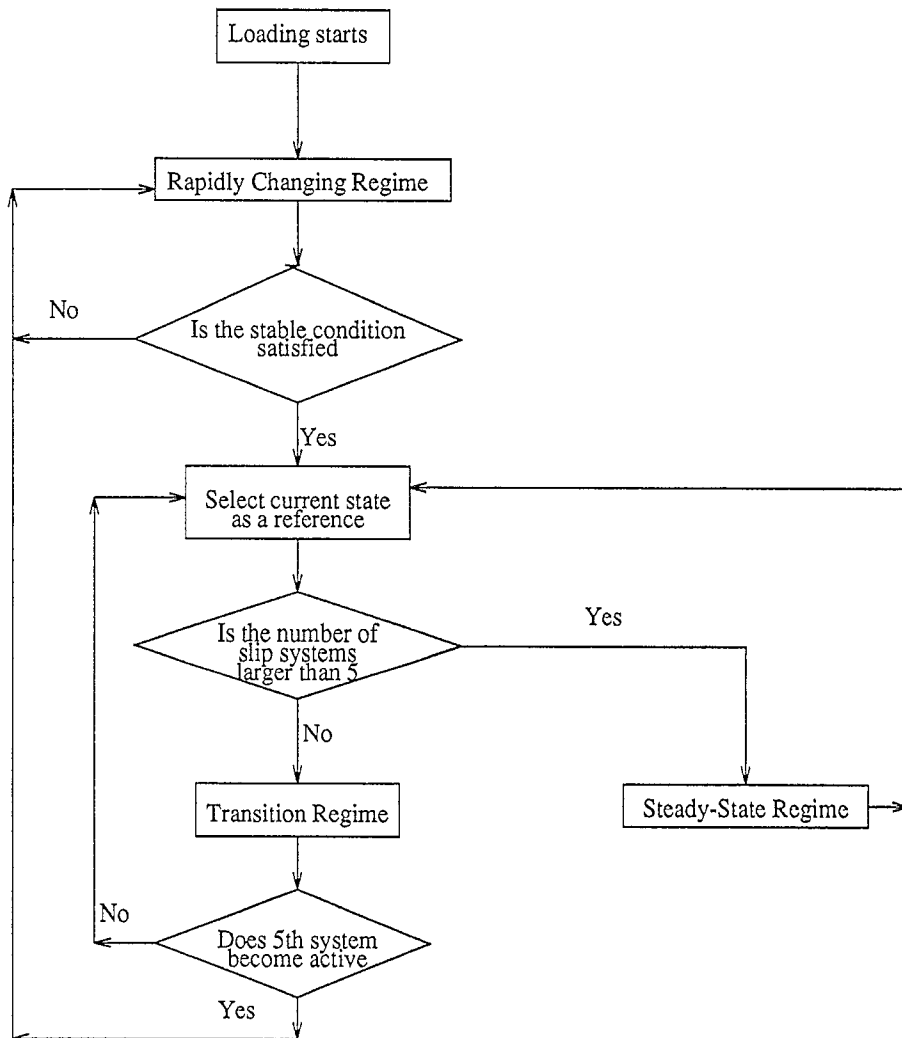 Loading starts
Rapidly Changing Regime
No
Is the stable condition
satisfied
Yes
Select current state
as a reference
Is the number of
slip systems
larger than 5
Yes
No
Transition Regime
Steady-State Regime
No
Does 5th system
become active
Yes